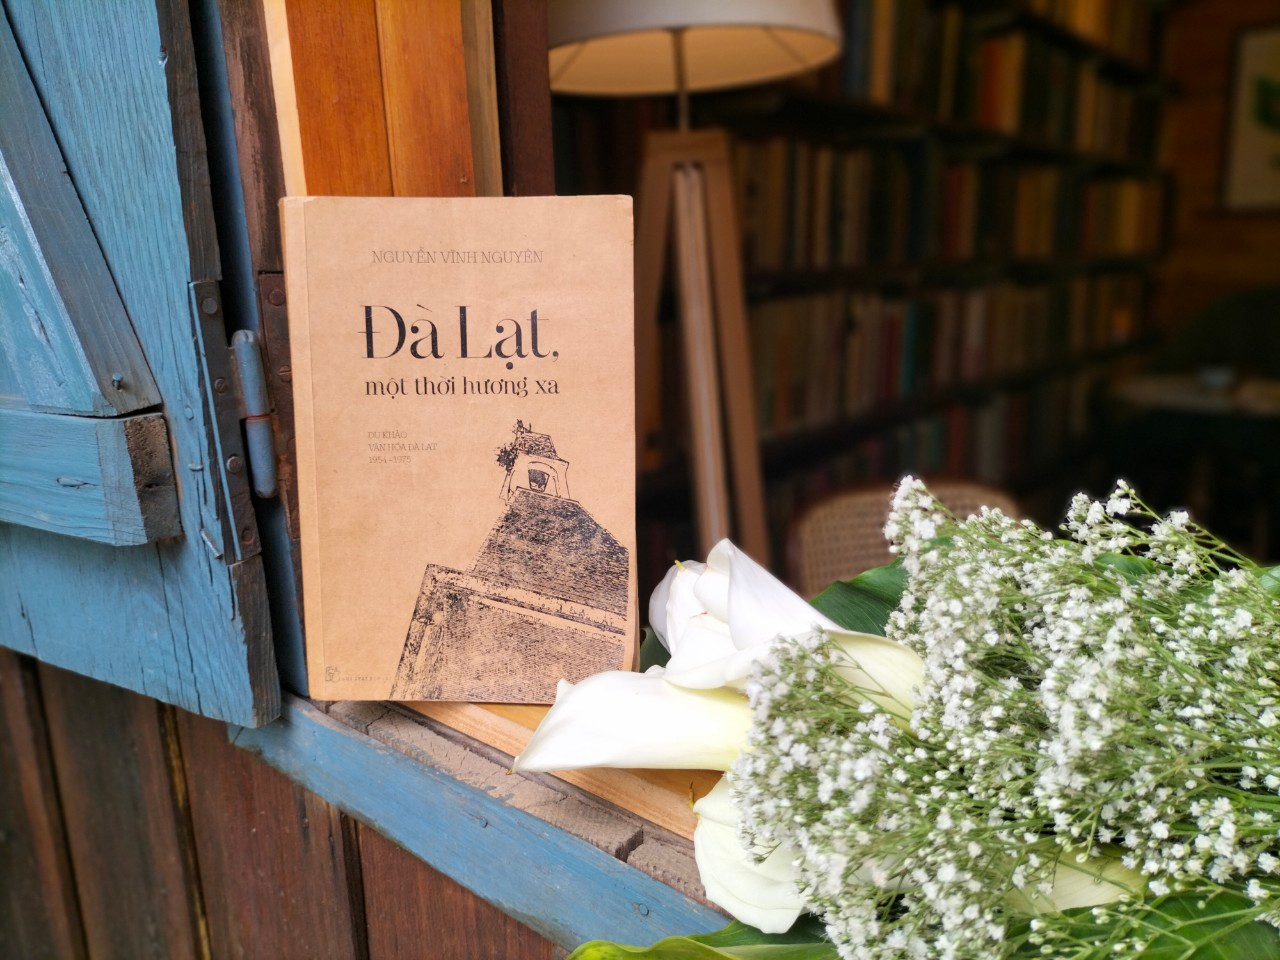 NGUYỄN VĨNH NGUYÊN
Đà Lạt,
một thời hương xa
DU KHẢO
VĂN HÓA ĐÀ LẠT
1954 - 1975